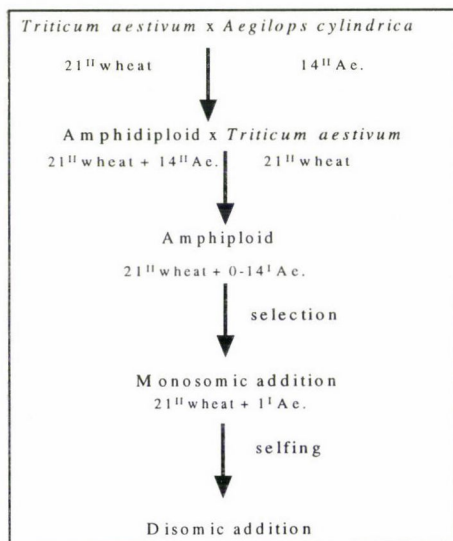 Triticum aestivum x Aegilops cylindrica
21ᴵᴵ wheat 14ᴵᴵ Ae.
Amphidiploid x Triticum aestivum
21ᴵᴵ wheat + 14ᴵᴵ Ae. 21ᴵᴵ wheat
Amphiploid
21ᴵᴵ wheat + 0-14ᴵ Ae.
selection
Monosomic addition
21ᴵᴵ wheat + 1ᴵ Ae.
selfing
Disomic addition